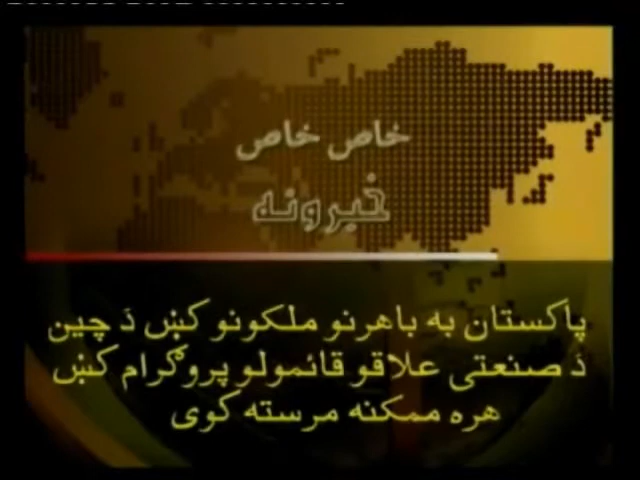 خاص خاص
خبرونه
پاکستان به باهرنو ملکونو کښ دَ چین
دَ صنعتی علاقو قائمولو پروګرام کښ
هره ممکنه مرسته کوی